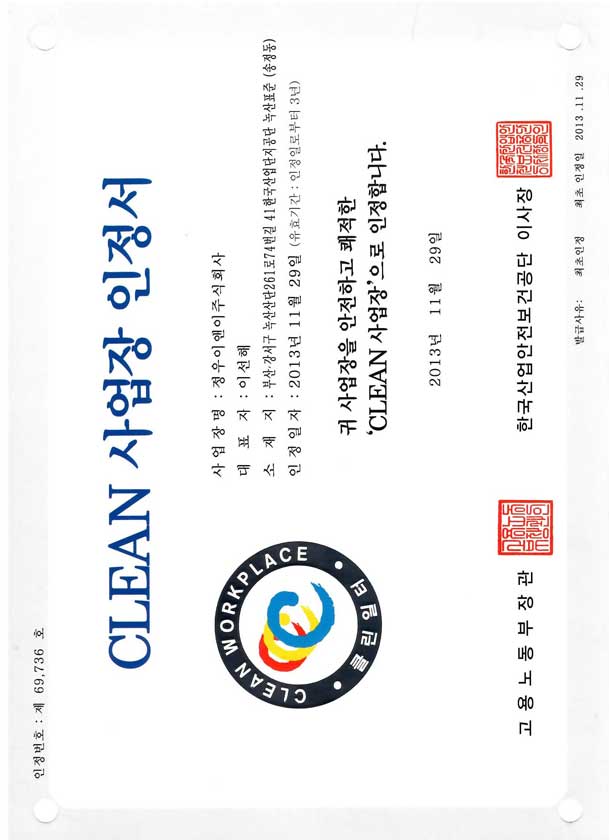 인정번호 : 제 69,736 호
CLEAN 사업장 인정서
사 업 장 명 : 정우이앤이주식회사
대 표 자 : 이선해
소 재 지 : 부산·강서구 녹산산단261로74번길 41한국산업단지공단 녹산표준 (송정동)
인 정 일 자 : 2013년 11월 29일 (유효기간 : 인정일로부터 3년)
CLEAN WORKPLACE
클린일터
귀 사업장을 안전하고 쾌적한
‘CLEAN 사업장’으로 인정합니다.
2013년 11월 29일
고용노동부장관
한국산업안전보건공단 이사장
발급사유: 최초인정 최초 인정일 2013 .11 .29